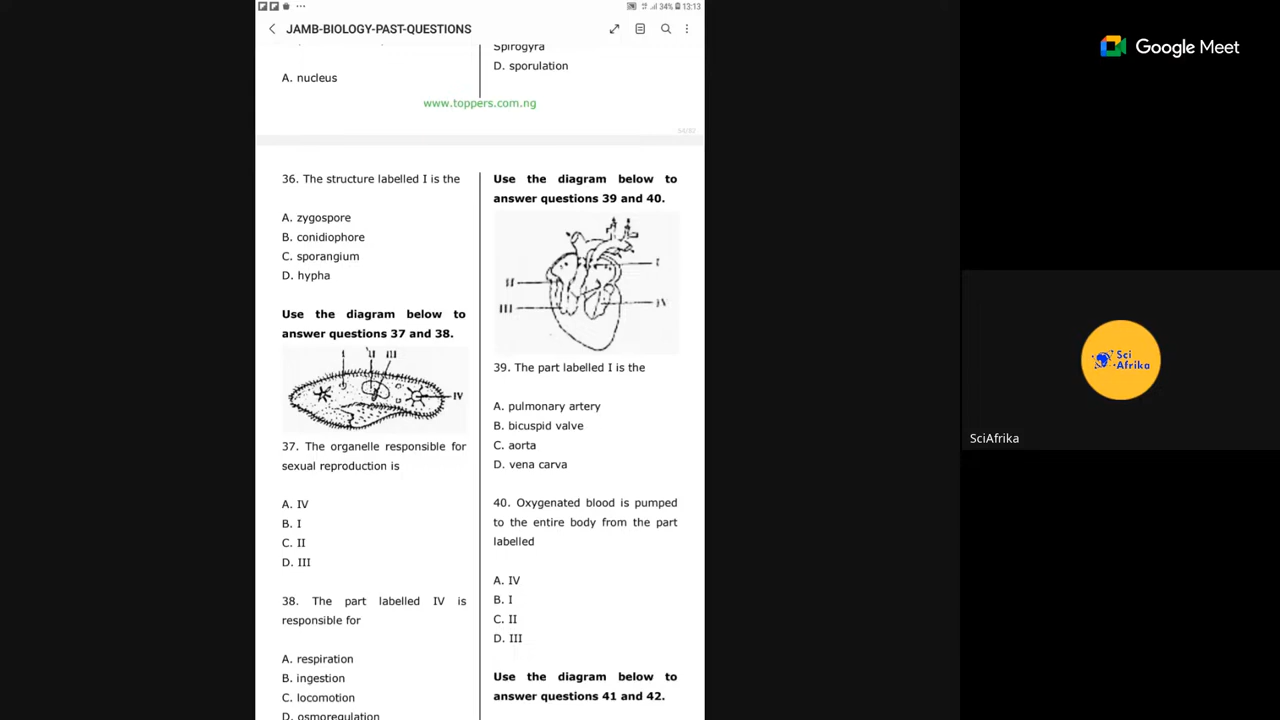 34% 13:13
JAMB-BIOLOGY-PAST-QUESTIONS
A. nucleus
Spirogyra
D. sporulation
www.toppers.com.ng
54/92
36. The structure labelled I is the
A. zygospore
B. conidiophore
C. sporangium
D. hypha
Use the diagram below to
answer questions 37 and 38.
I II III
IV
37. The organelle responsible for
sexual reproduction is
A. IV
B. I
C. II
D. III
38. The part labelled IV is
responsible for
A. respiration
B. ingestion
C. locomotion
D. osmoregulation
Use the diagram below to
answer questions 39 and 40.
I
II
III
IV
39. The part labelled I is the
A. pulmonary artery
B. bicuspid valve
C. aorta
D. vena carva
40. Oxygenated blood is pumped
to the entire body from the part
labelled
A. IV
B. I
C. II
D. III
Use the diagram below to
answer questions 41 and 42.
Google Meet
Sci
Afrika
SciAfrika